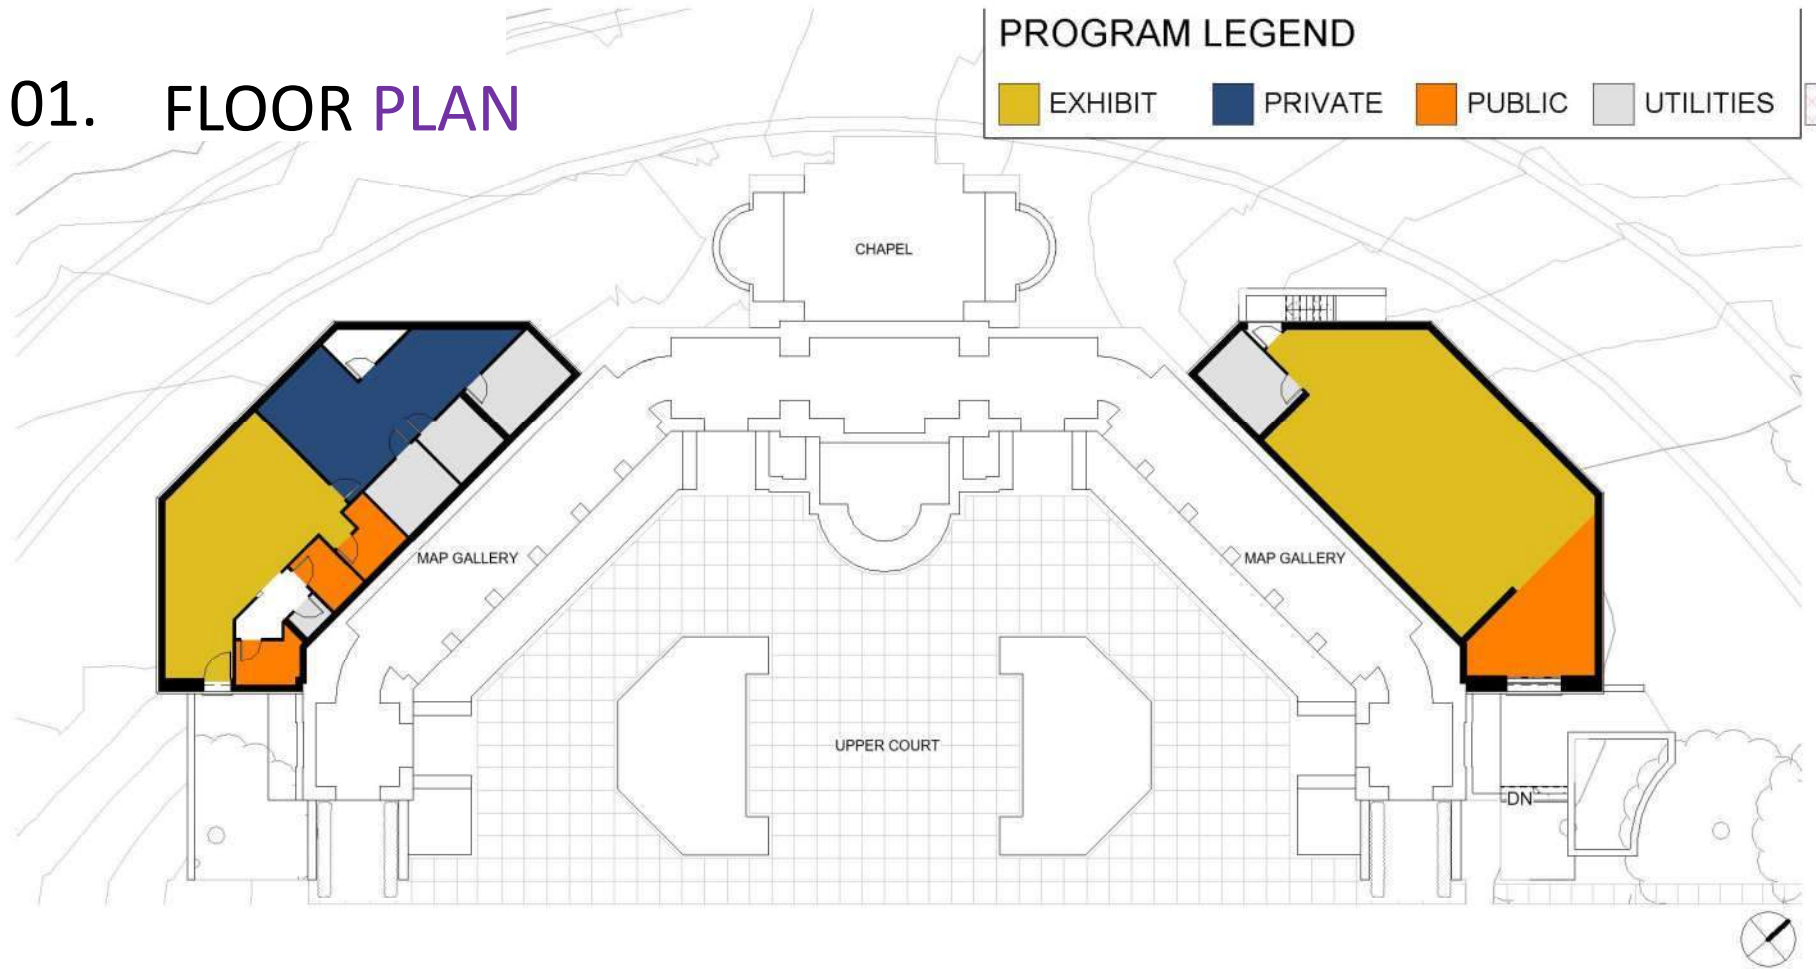 01. FLOOR PLAN
PROGRAM LEGEND
EXHIBIT PRIVATE PUBLIC UTILITIES
CHAPEL
MAP GALLERY MAP GALLERY
UPPER COURT
DN